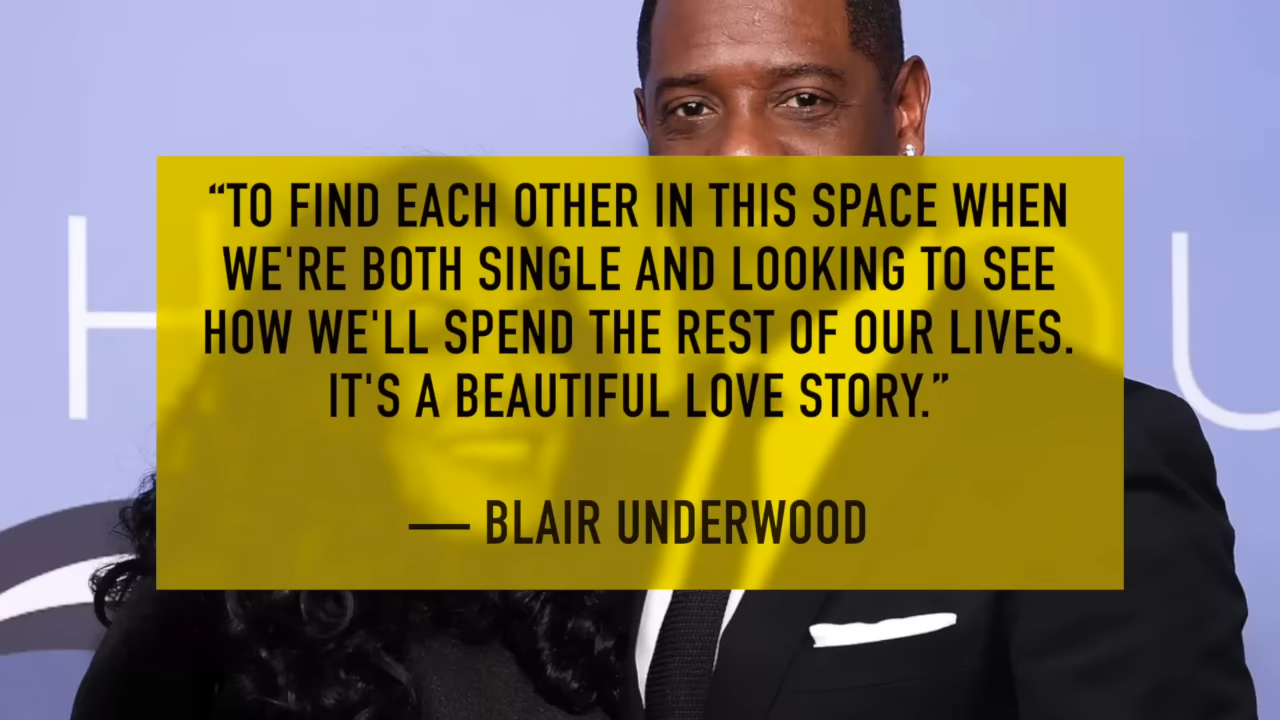 “TO FIND EACH OTHER IN THIS SPACE WHEN
WE'RE BOTH SINGLE AND LOOKING TO SEE
HOW WE'LL SPEND THE REST OF OUR LIVES.
IT'S A BEAUTIFUL LOVE STORY.”
— BLAIR UNDERWOOD